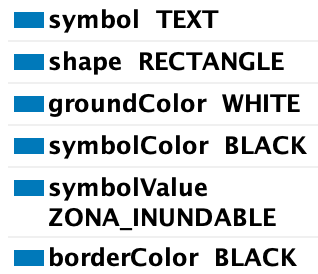 symbol TEXT
shape RECTANGLE
groundColor WHITE
symbolColor BLACK
symbolValue
ZONA_INUNDABLE
borderColor BLACK